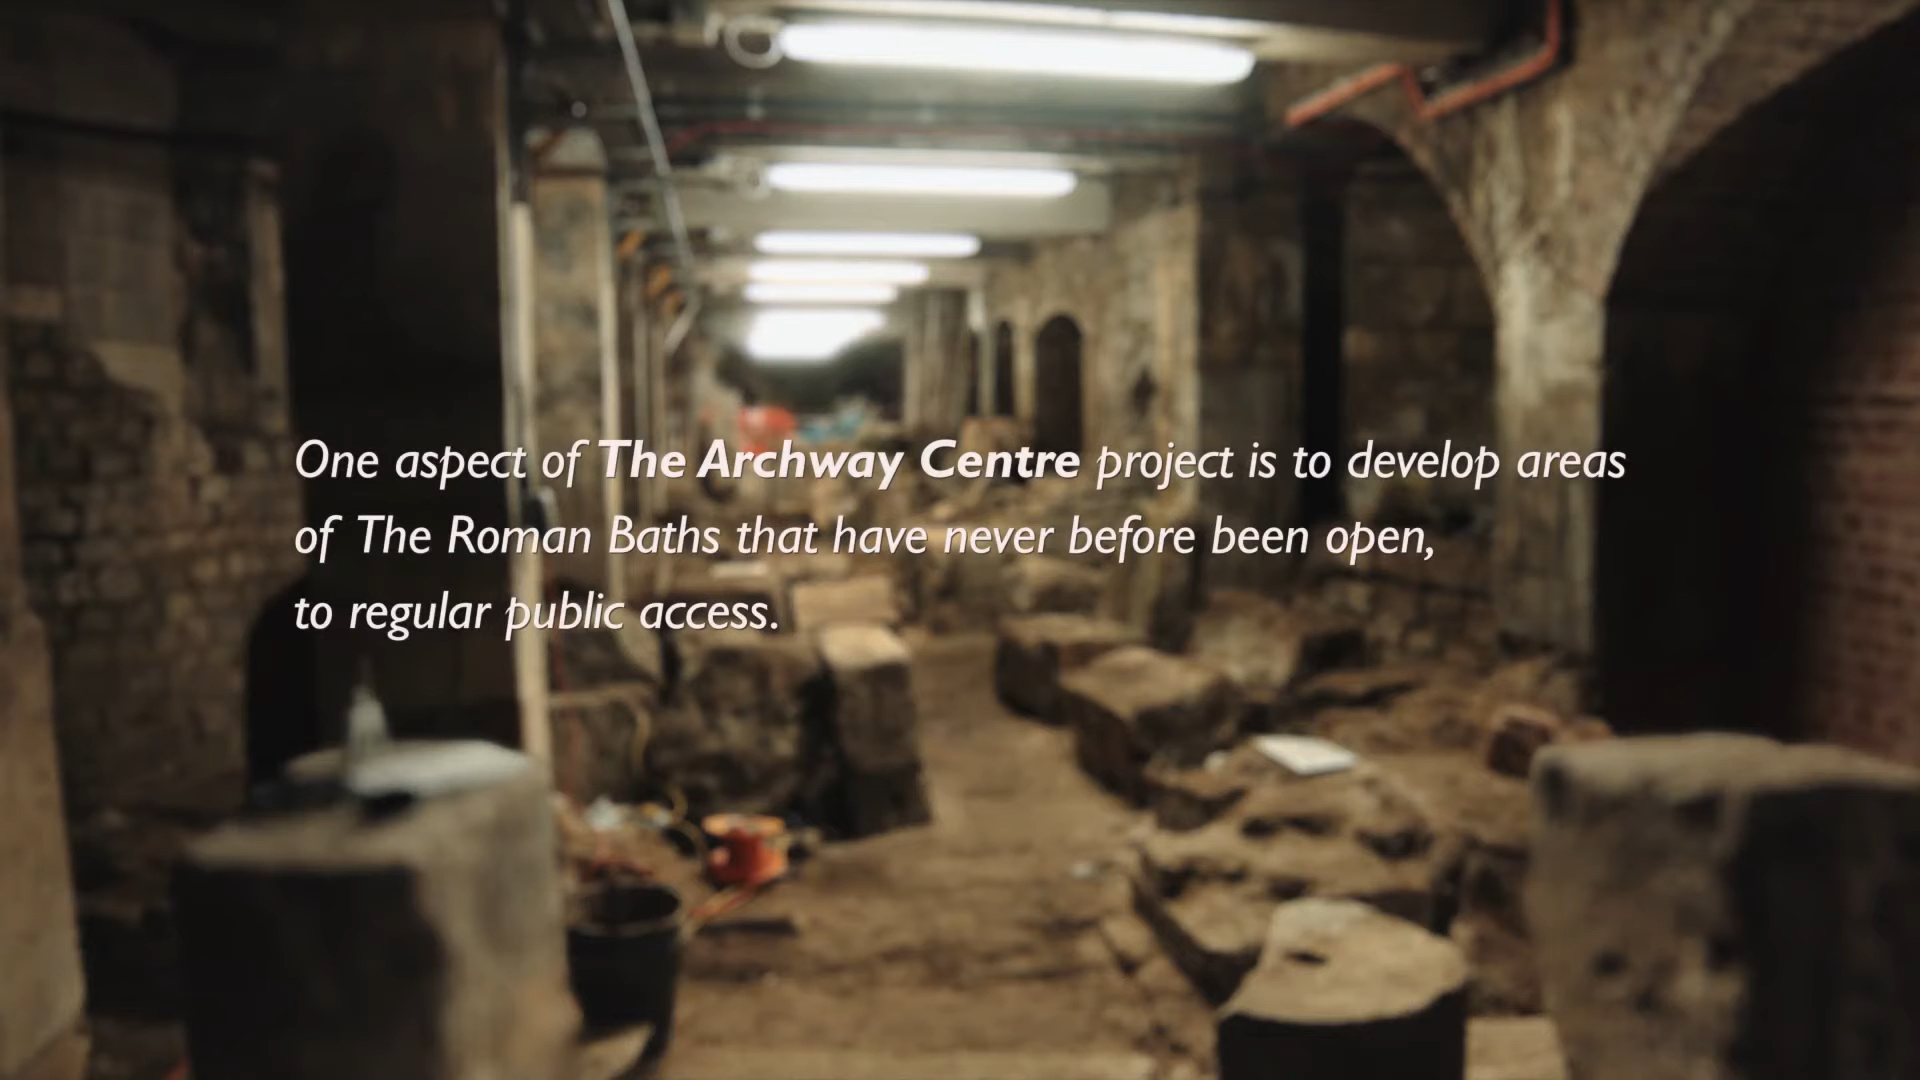 One aspect of The Archway Centre project is to develop areas
of The Roman Baths that have never before been open,
to regular public access.